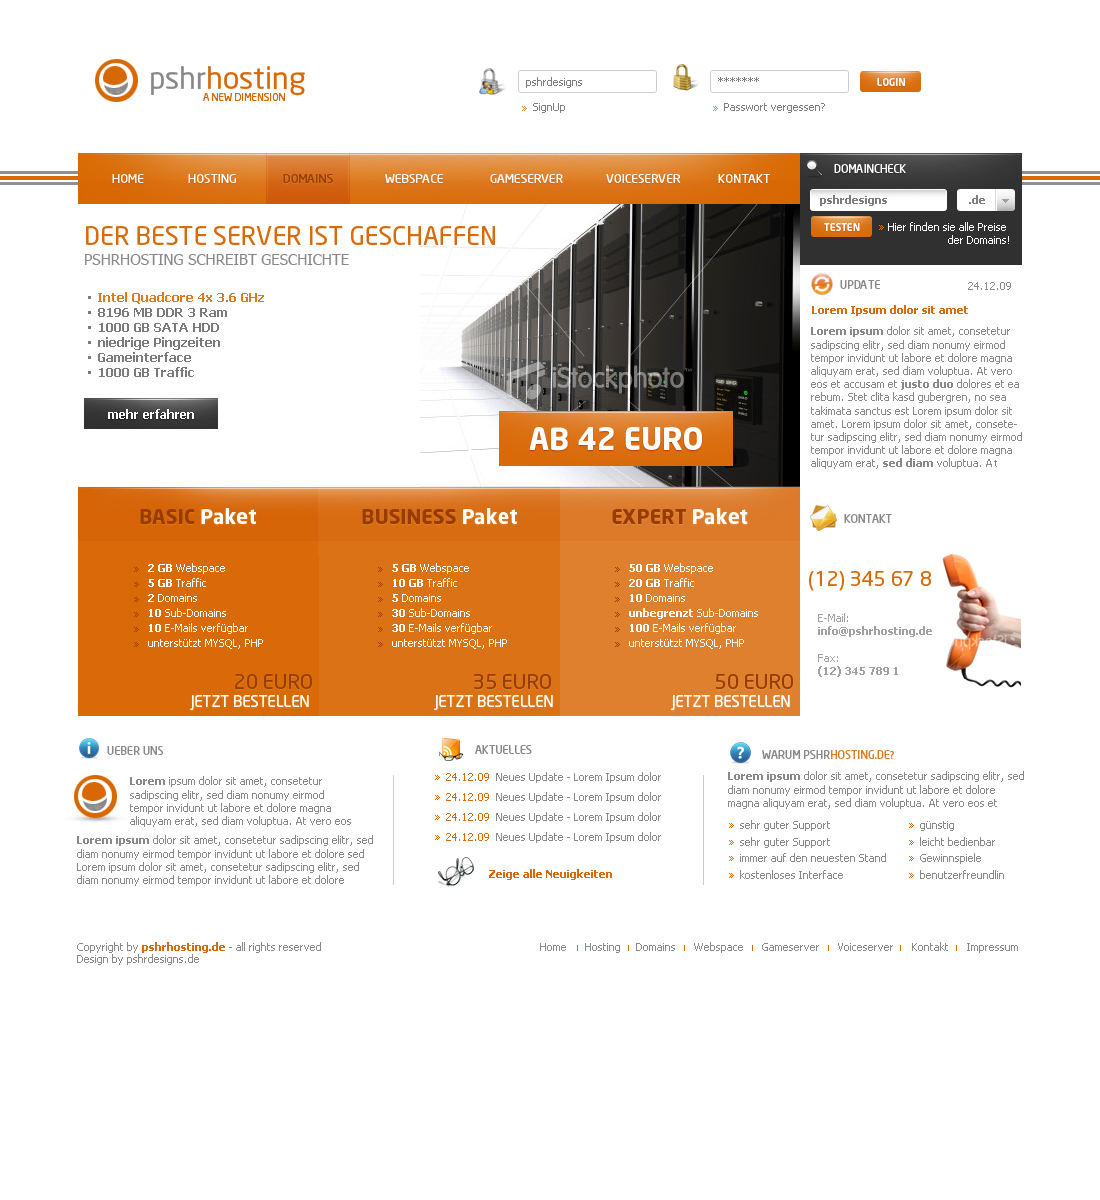 pshrhosting
A NEW DIMENSION
pshrdesigns
*******
LOGIN
» SignUp
» Passwort vergessen?
HOME HOSTING DOMAINS WEBSPACE GAMESERVER VOICESERVER KONTAKT
DOMAINCHECK
pshrdesigns .de
TESTEN » Hier finden sie alle Preise
der Domains!
DER BESTE SERVER IST GESCHAFFEN
PSHRHOSTING SCHREIBT GESCHICHTE
• Intel Quadcore 4x 3.6 GHz
• 8196 MB DDR 3 Ram
• 1000 GB SATA HDD
• niedrige Pingzeiten
• Gameinterface
• 1000 GB Traffic
mehr erfahren
iStockphoto
AB 42 EURO
UPDATE 24.12.09
Lorem Ipsum dolor sit amet
Lorem ipsum dolor sit amet, consetetur
sadipscing elitr, sed diam nonumy eirmod
tempor invidunt ut labore et dolore magna
aliquyam erat, sed diam voluptua. At vero
eos et accusam et justo duo dolores et ea
rebum. Stet clita kasd gubergren, no sea
takimata sanctus est Lorem ipsum dolor sit
amet. Lorem ipsum dolor sit amet, consete-
tur sadipscing elitr, sed diam nonumy eirmod
tempor invidunt ut labore et dolore magna
aliquyam erat, sed diam voluptua. At
BASIC Paket
» 2 GB Webspace
» 5 GB Traffic
» 2 Domains
» 10 Sub-Domains
» 10 E-Mails verfügbar
» unterstützt MYSQL, PHP
20 EURO
JETZT BESTELLEN
BUSINESS Paket
» 5 GB Webspace
» 10 GB Traffic
» 5 Domains
» 30 Sub-Domains
» 30 E-Mails verfügbar
» unterstützt MYSQL, PHP
35 EURO
JETZT BESTELLEN
EXPERT Paket
» 50 GB Webspace
» 20 GB Traffic
» 10 Domains
» unbegrenzt Sub-Domains
» 100 E-Mails verfügbar
» unterstützt MYSQL, PHP
50 EURO
JETZT BESTELLEN
KONTAKT
(12) 345 67 8
E-Mail:
info@pshrhosting.de
Fax:
(12) 345 789 1
UEBER UNS
Lorem ipsum dolor sit amet, consetetur
sadipscing elitr, sed diam nonumy eirmod
tempor invidunt ut labore et dolore magna
aliquyam erat, sed diam voluptua. At vero eos
Lorem ipsum dolor sit amet, consetetur sadipscing elitr, sed
diam nonumy eirmod tempor invidunt ut labore et dolore sed
Lorem ipsum dolor sit amet, consetetur sadipscing elitr, sed
diam nonumy eirmod tempor invidunt ut labore et dolore
AKTUELLES
» 24.12.09 Neues Update - Lorem Ipsum dolor
» 24.12.09 Neues Update - Lorem Ipsum dolor
» 24.12.09 Neues Update - Lorem Ipsum dolor
» 24.12.09 Neues Update - Lorem Ipsum dolor
Zeige alle Neuigkeiten
WARUM PSHRHOSTING.DE?
Lorem ipsum dolor sit amet, consetetur sadipscing elitr, sed
diam nonumy eirmod tempor invidunt ut labore et dolore
magna aliquyam erat, sed diam voluptua. At vero eos et
» sehr guter Support
» sehr guter Support
» immer auf den neuesten Stand
» kostenloses Interface
» günstig
» leicht bedienbar
» Gewinnspiele
» benutzerfreundlin
Copyright by pshrhosting.de - all rights reserved
Design by pshrdesigns.de
Home Hosting Domains Webspace Gameserver Voiceserver Kontakt Impressum